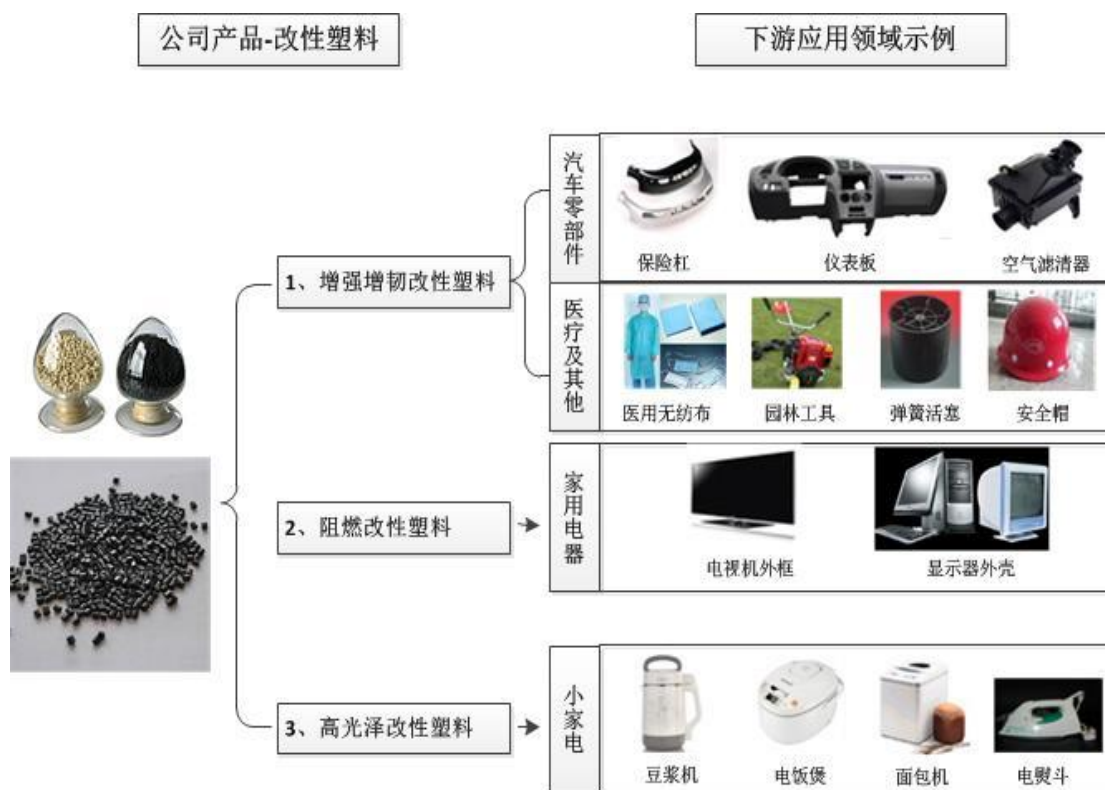 公司产品-改性塑料
下游应用领域示例
1、增强增韧改性塑料
汽车零部件
保险杠
仪表板
空气滤清器
医疗及其他
医用无纺布
园林工具
弹簧活塞
安全帽
2、阻燃改性塑料
家用电器
电视机外框
显示器外壳
3、高光泽改性塑料
小家电
豆浆机
电饭煲
面包机
电熨斗